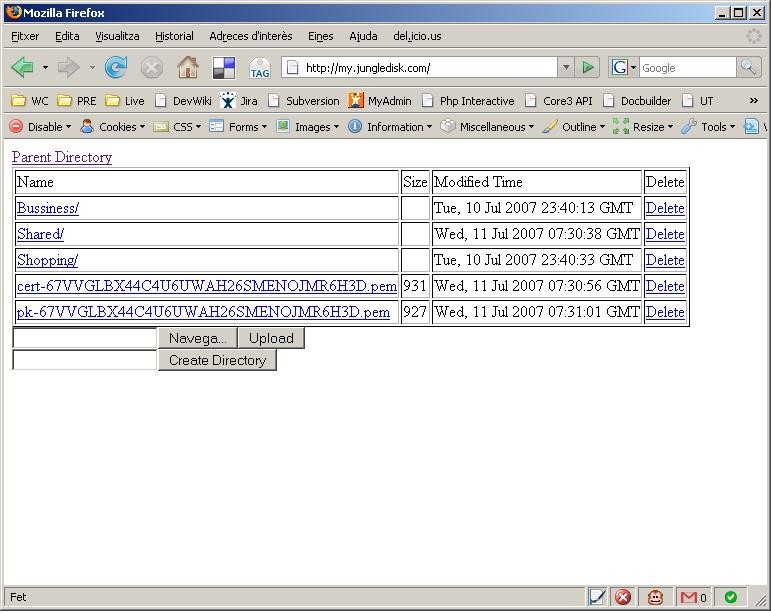 Mozilla Firefox
Fitxer Edita Visualitza Historial Adreces d'interès Eines Ajuda del.icio.us
TAG http://my.jungledisk.com/ G Google
WC PRE Live DevWiki Jira Subversion MyAdmin Php Interactive Core3 API Docbuilder UT »
Disable Cookies CSS Forms Images Information Miscellaneous Outline Resize Tools V
Parent Directory
Name Size Modified Time Delete
Bussiness/ Tue, 10 Jul 2007 23:40:13 GMT Delete
Shared/ Wed, 11 Jul 2007 07:30:38 GMT Delete
Shopping/ Tue, 10 Jul 2007 23:40:33 GMT Delete
cert-67VVGLBX44C4U6UWAH26SMENOJMR6H3D.pem 931 Wed, 11 Jul 2007 07:30:56 GMT Delete
pk-67VVGLBX44C4U6UWAH26SMENOJMR6H3D.pem 927 Wed, 11 Jul 2007 07:31:01 GMT Delete
Navega... Upload
Create Directory
Fet 0